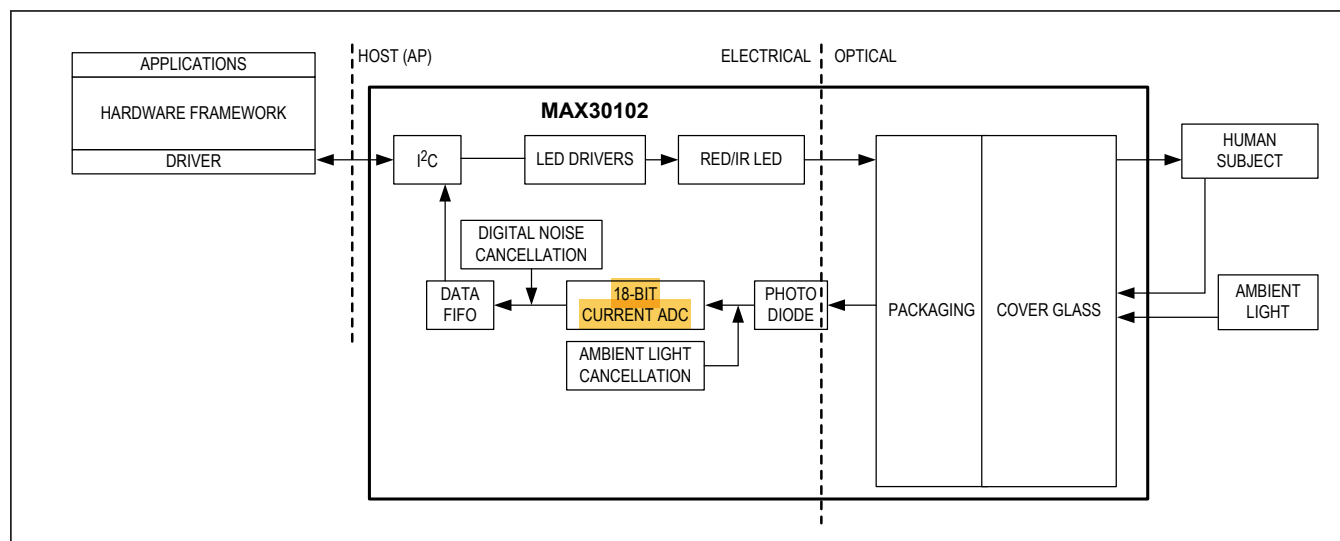 HOST (AP)
ELECTRICAL
OPTICAL
APPLICATIONS
HARDWARE FRAMEWORK
DRIVER
MAX30102
I²C
LED DRIVERS
RED/IR LED
HUMAN
SUBJECT
DIGITAL NOISE
CANCELLATION
DATA
FIFO
18-BIT
CURRENT ADC
PHOTO
DIODE
AMBIENT LIGHT
CANCELLATION
PACKAGING
COVER GLASS
AMBIENT
LIGHT